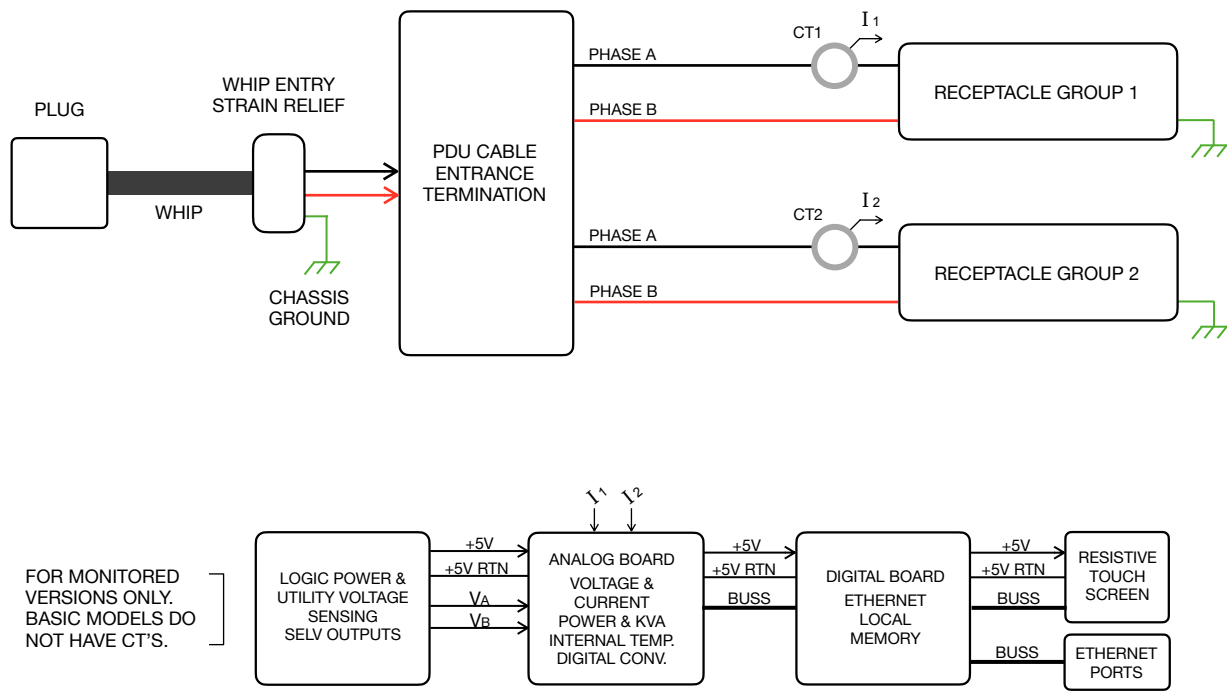 PLUG
WHIP
WHIP ENTRY
STRAIN RELIEF
CHASSIS
GROUND
PDU CABLE
ENTRANCE
TERMINATION
PHASE A
CT1
I1
PHASE B
RECEPTACLE GROUP 1
PHASE A
CT2
I2
PHASE B
RECEPTACLE GROUP 2
FOR MONITORED
VERSIONS ONLY.
BASIC MODELS DO
NOT HAVE CT'S.
LOGIC POWER &
UTILITY VOLTAGE
SENSING
SELV OUTPUTS
+5V
+5V RTN
VA
VB
I1
I2
ANALOG BOARD
VOLTAGE &
CURRENT
POWER & KVA
INTERNAL TEMP.
DIGITAL CONV.
+5V
+5V RTN
BUSS
DIGITAL BOARD
ETHERNET
LOCAL
MEMORY
+5V
+5V RTN
BUSS
BUSS
RESISTIVE
TOUCH
SCREEN
ETHERNET
PORTS